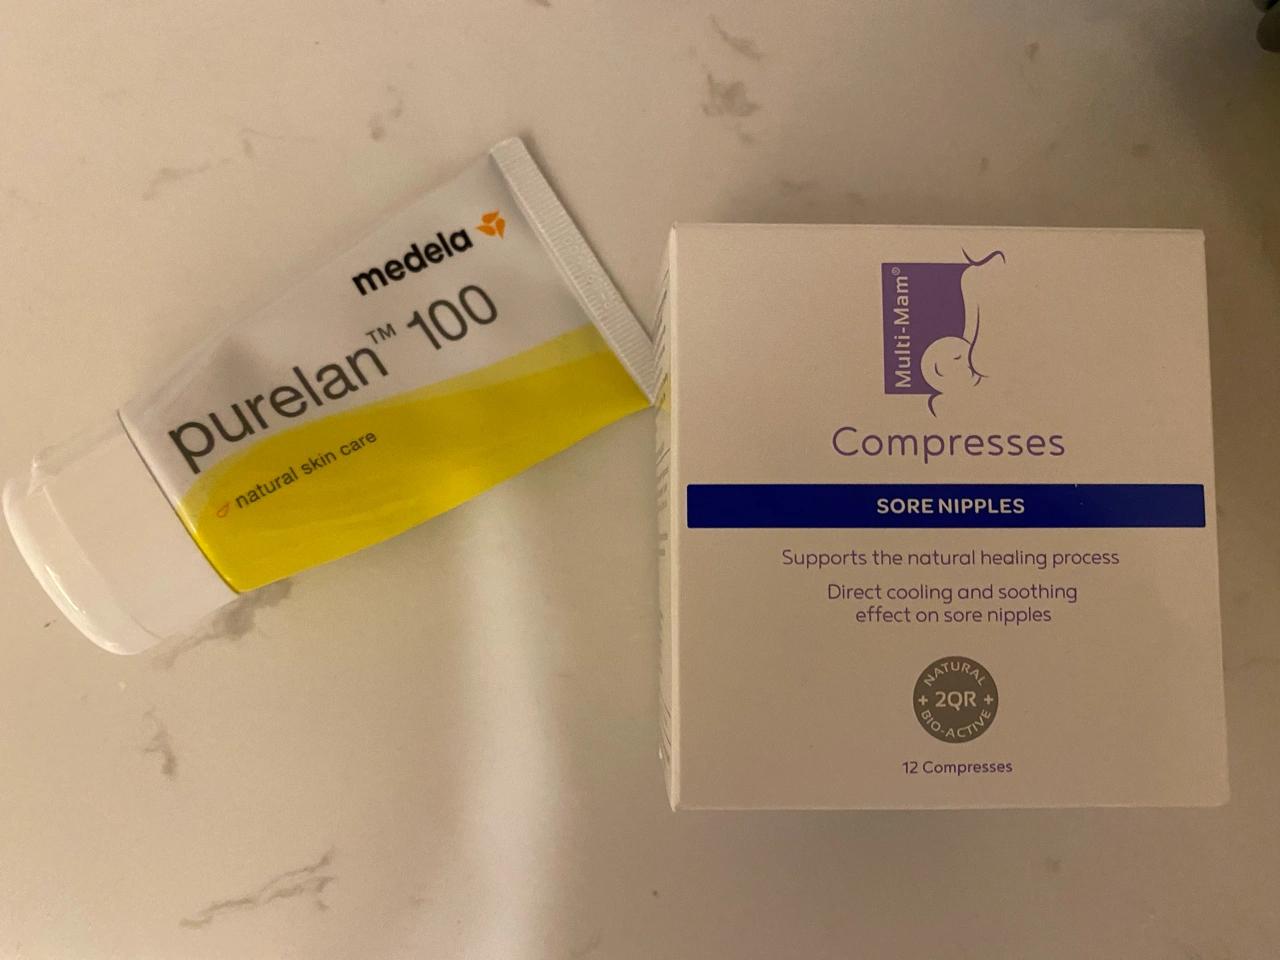 medela
purelan™ 100
natural skin care
Multi-Mam®
Compresses
SORE NIPPLES
Supports the natural healing process
Direct cooling and soothing
effect on sore nipples
NATURAL
+ 2QR +
BIO-ACTIVE
12 Compresses